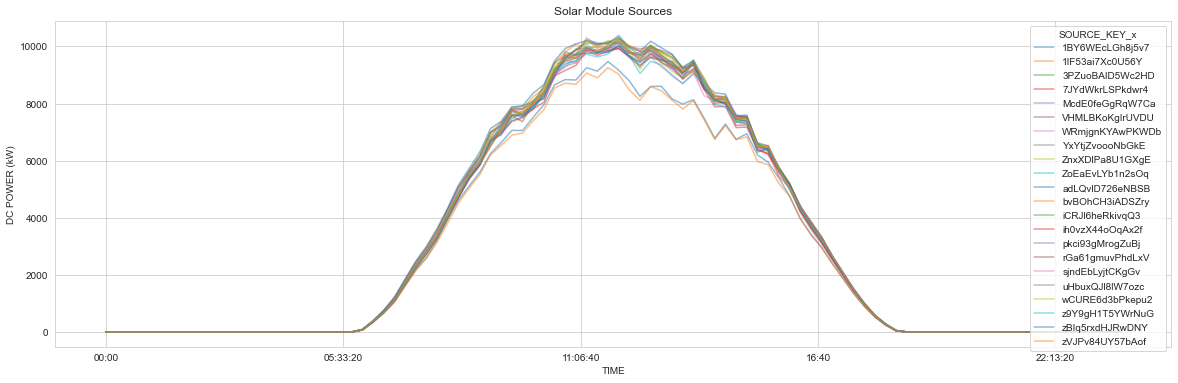 Solar Module Sources
DC POWER (kW)
10000
8000
6000
4000
2000
0
00:00
05:33:20
11:06:40
16:40
22:13:20
TIME
SOURCE_KEY_x
1BY6WEcLGh8j5v7
1IF53ai7Xc0U56Y
3PZuoBAID5Wc2HD
7JYdWkrLSPkdwr4
McdE0feGgRqW7Ca
VHMLBKoKgIrUVDU
WRmjgnKYAwPKWDb
YxYtjZvoooNbGkE
ZnxXDlPa8U1GXgE
ZoEaEvLYb1n2sOq
adLQvlD726eNBSB
bvBOhCH3iADSZry
iCRJl6heRkivqQ3
ih0vzX44oOqAx2f
pkci93gMrogZuBj
rGa61gmuvPhdLxV
sjndEbLyjtCKgGv
uHbuxQJl8lW7ozc
wCURE6d3bPkepu2
z9Y9gH1T5YWrNuG
zBIq5rxdHJRwDNY
zVJPv84UY57bAof